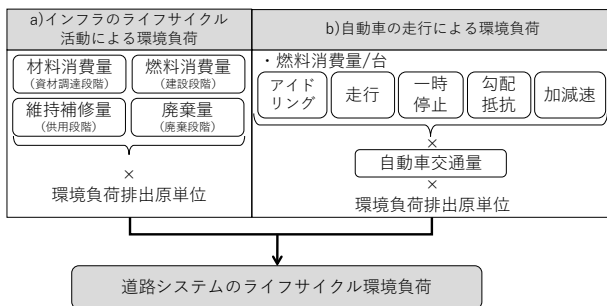 a)インフラのライフサイクル
活動による環境負荷
材料消費量
(資材調達段階)
燃料消費量
(建設段階)
維持補修量
(供用段階)
廃棄量
(廃棄段階)
×
環境負荷排出原単位
b)自動車の走行による環境負荷
・燃料消費量/台
アイド
リング
走行
一時
停止
勾配
抵抗
加減速
×
自動車交通量
×
環境負荷排出原単位
道路システムのライフサイクル環境負荷